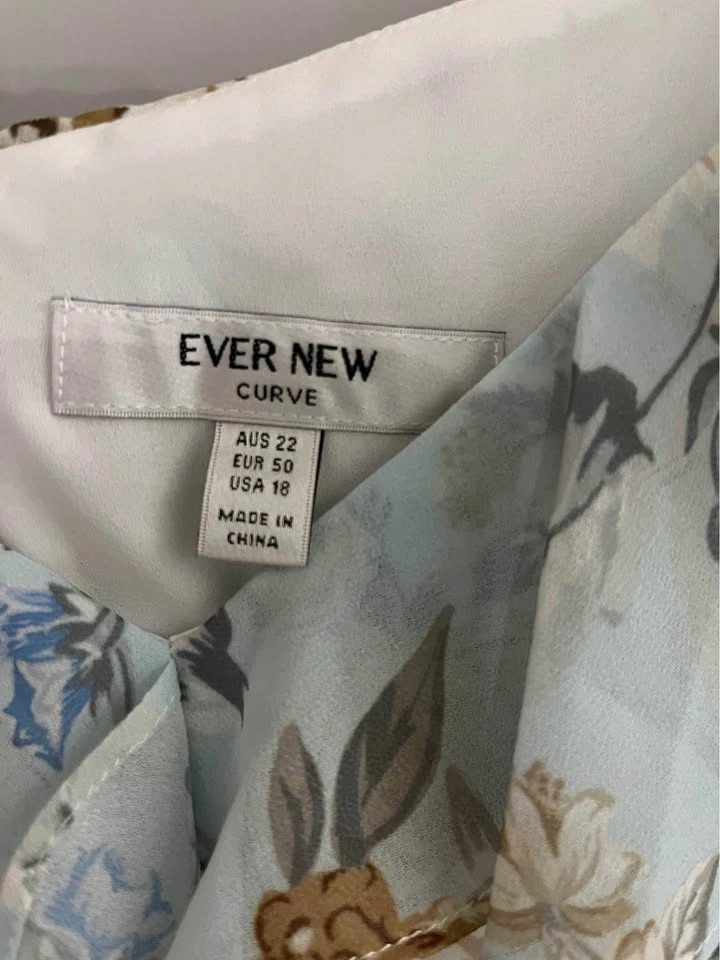 EVER NEW
CURVE
AUS 22
EUR 50
USA 18
MADE IN
CHINA